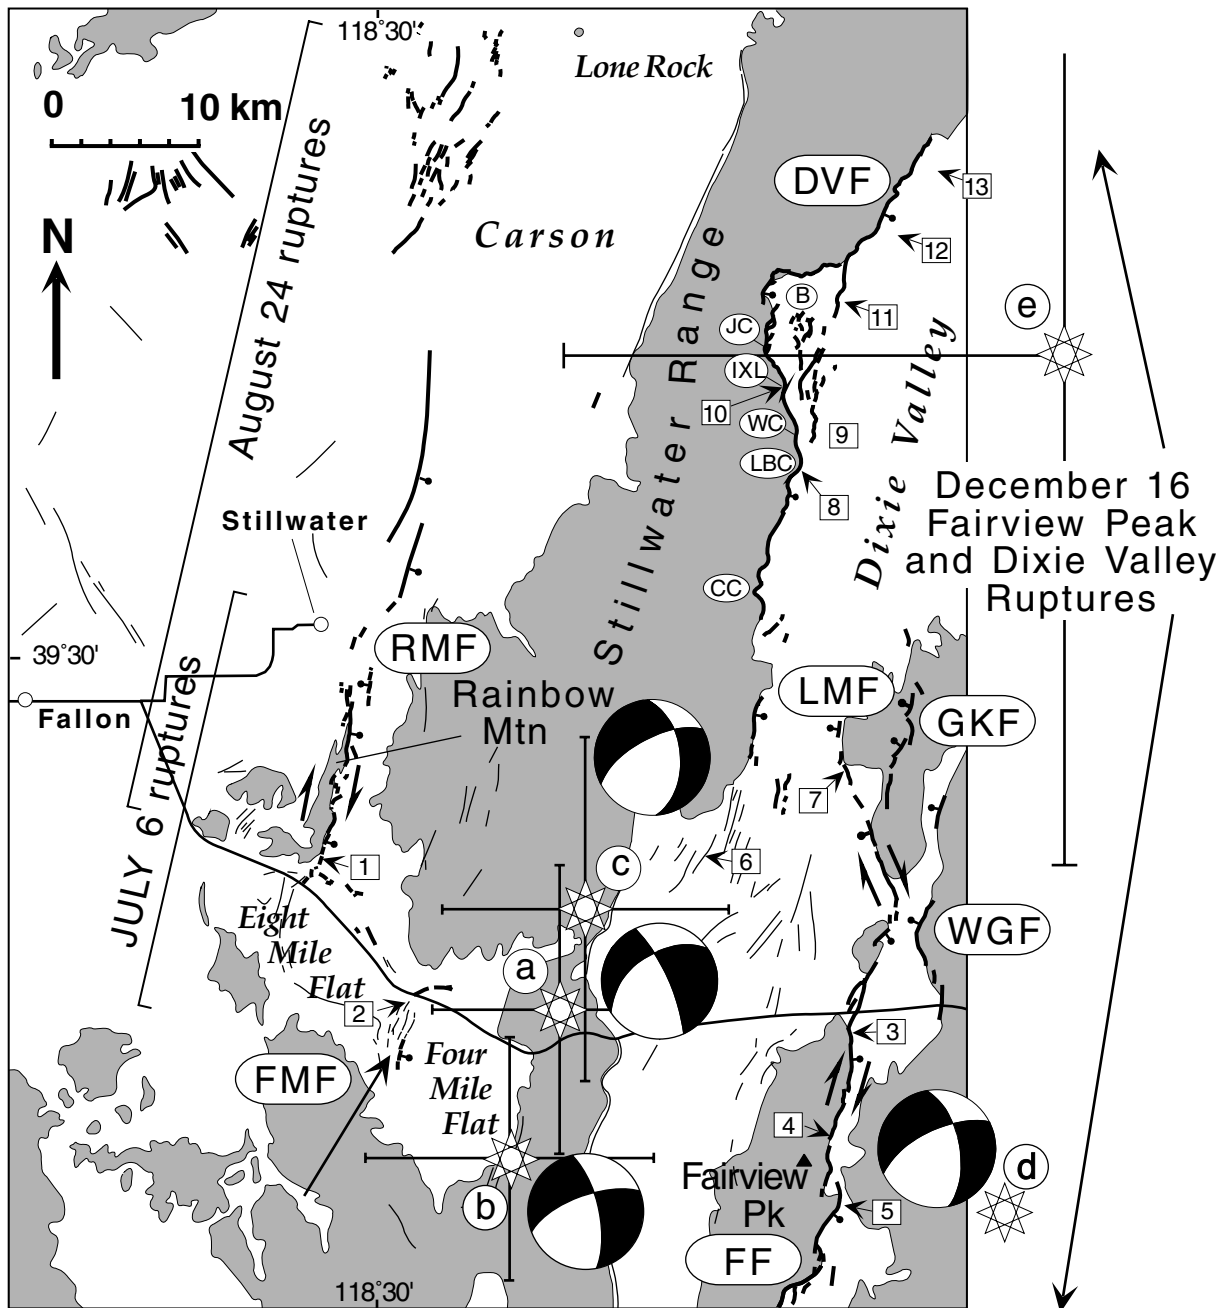 118°30'
Lone Rock
0
10 km
DVF
13
N
August 24 ruptures
Carson
12
Stillwater Range
B
e
11
JC
IXL
10
WC
9
Dixie Valley
LBC
8
December 16
Fairview Peak
and Dixie Valley
Ruptures
Stillwater
CC
39°30'
RMF
Fallon
Rainbow
Mtn
LMF
GKF
JULY 6 ruptures
7
1
6
c
Eight
Mile
Flat
WGF
a
2
3
FMF
Four
Mile
Flat
4
Fairview
Pk
d
b
5
FF
118°30'